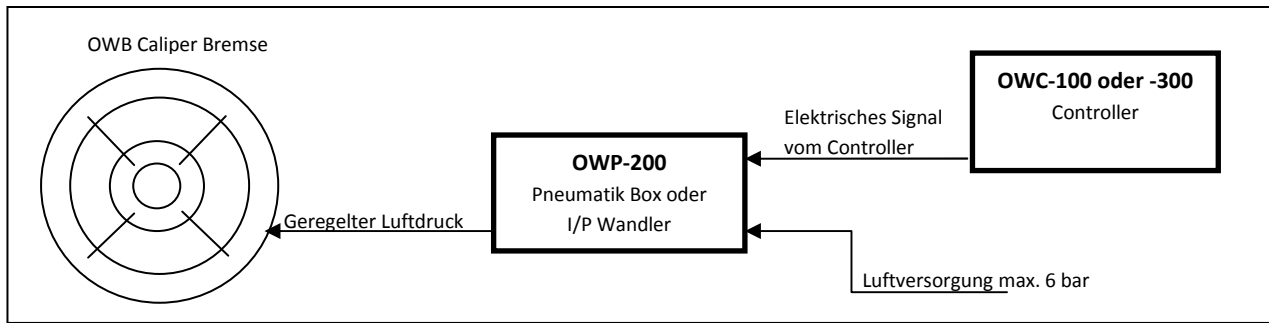 OWB Caliper Bremse
OWC-100 oder -300
Controller
Elektrisches Signal
vom Controller
OWP-200
Pneumatik Box oder
I/P Wandler
Geregelter Luftdruck
Luftversorgung max. 6 bar